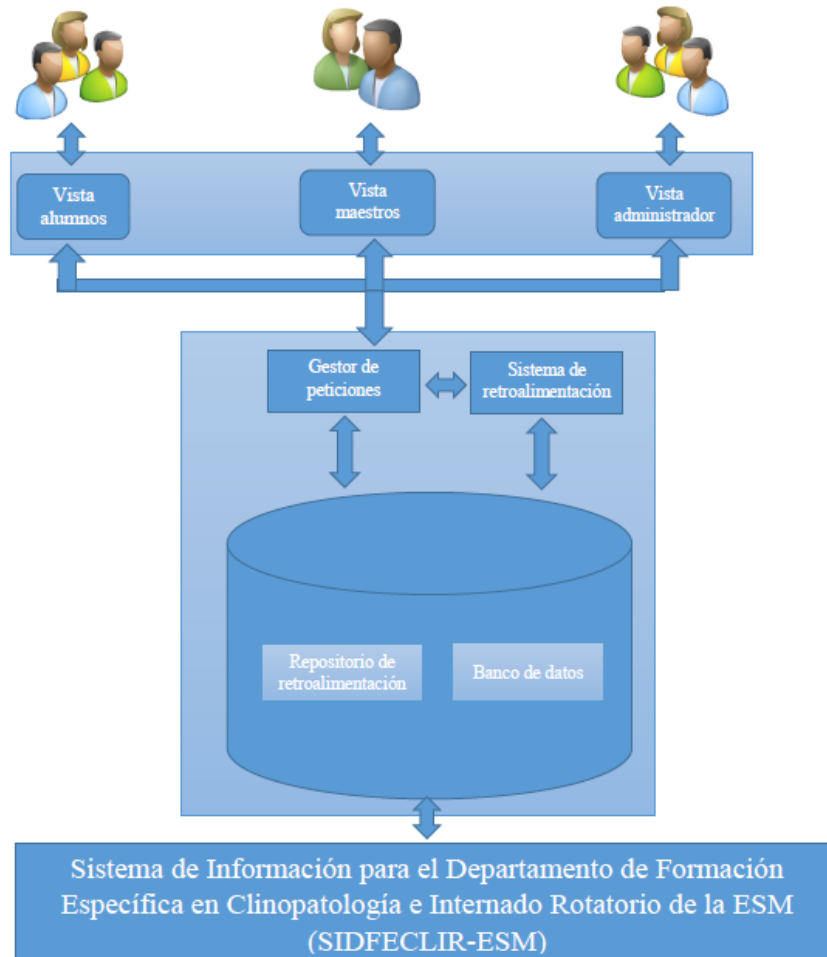 Vista
alumnos
Vista
maestros
Vista
administrador
Gestor de
peticiones
Sistema de
retroalimentación
Repositorio de
retroalimentación
Banco de datos
Sistema de Información para el Departamento de Formación
Específica en Clinopatología e Internado Rotatorio de la ESM
(SIDFECLIR-ESM)